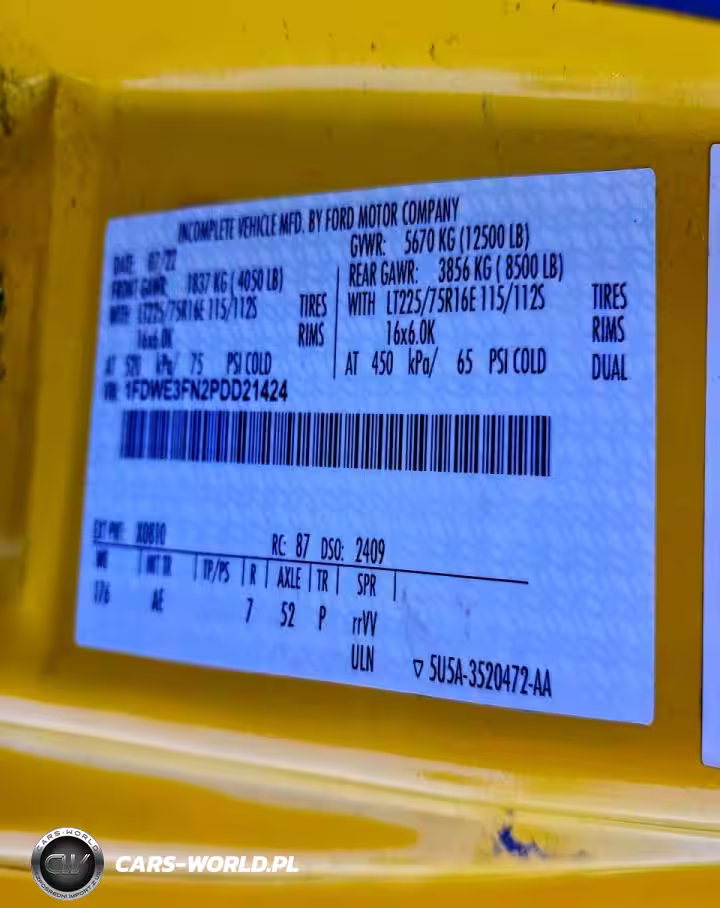 INCOMPLETE VEHICLE MFD. BY FORD MOTOR COMPANY
DATE: 07/22
GVWR: 5670 KG (12500 LB)
FRONT GAWR: 1837 KG (4050 LB)
REAR GAWR: 3856 KG (8500 LB)
WITH LT225/75R16E 115/112S TIRES
WITH LT225/75R16E 115/112S TIRES
16x6.0K RIMS
16x6.0K RIMS
AT 520 kPa/ 75 PSI COLD
AT 450 kPa/ 65 PSI COLD DUAL
VIN: 1FDWE3FN2PDD21424
EXT PNT: X0810
RC: 87 DSO: 2409
WB INT TR TP/PS R AXLE TR SPR
176 AE 7 52 P rrVV
ULN
▽ 5U5A-3520472-AA
CARS-WORLD
CW
CARS-WORLD.PL